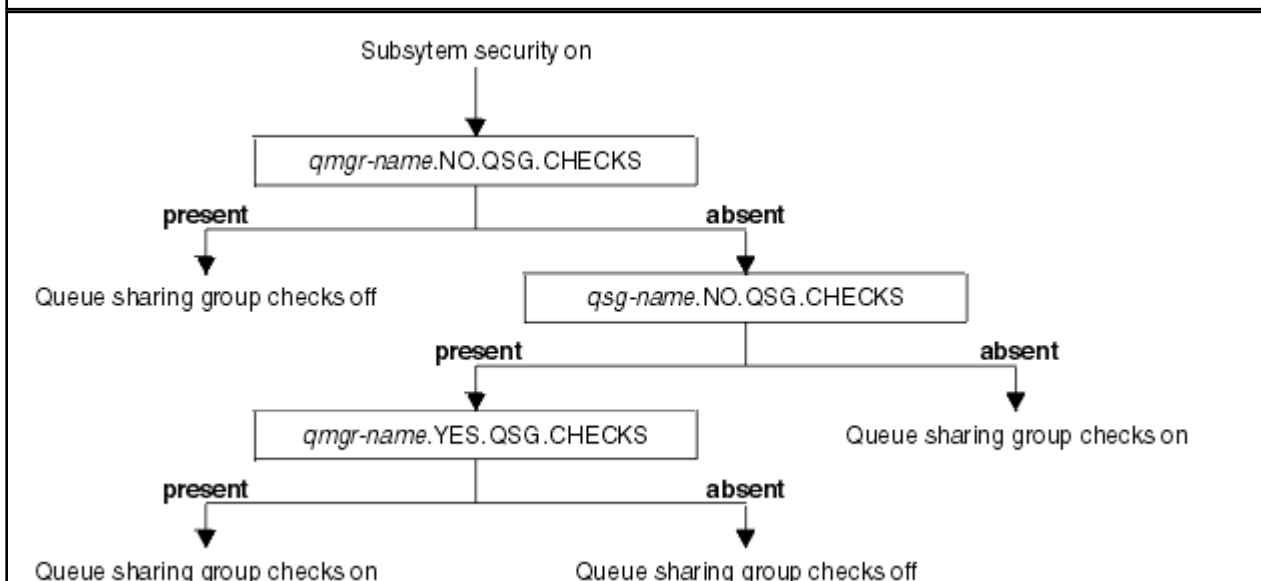 Subsytem security on
qmgr-name.NO.QSG.CHECKS
present absent
Queue sharing group checks off
qsg-name.NO.QSG.CHECKS
present absent
qmgr-name.YES.QSG.CHECKS
Queue sharing group checks on
present absent
Queue sharing group checks on Queue sharing group checks off